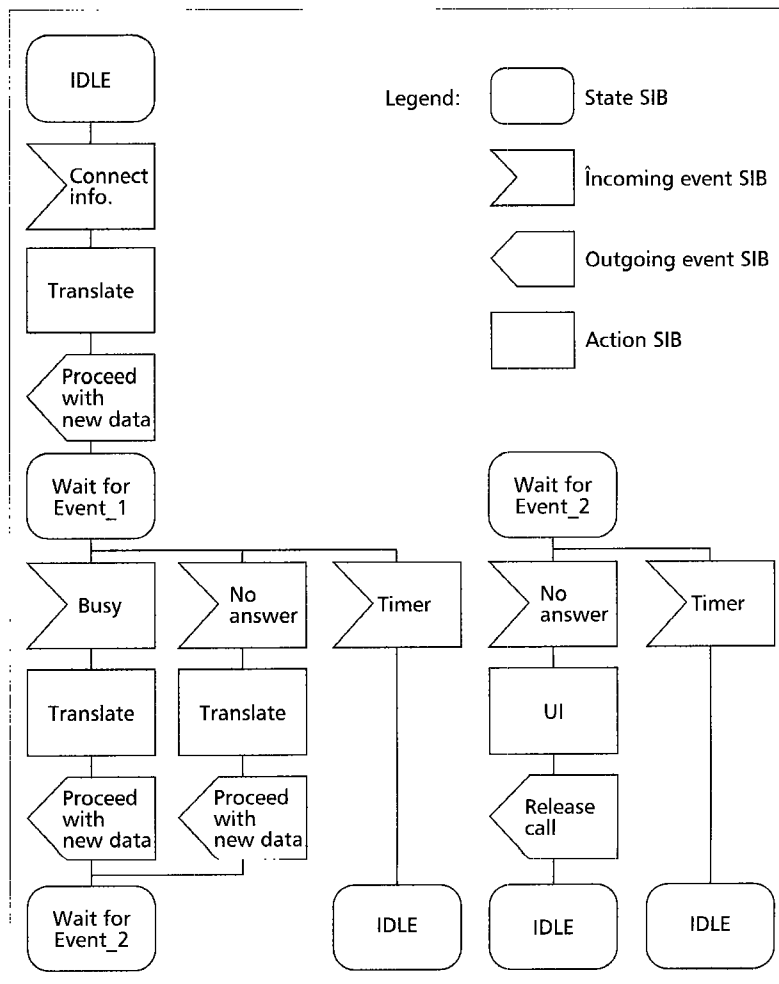 IDLE
Connect
info.
Translate
Proceed
with
new data
Wait for
Event_1
Busy
No
answer
Timer
Translate
Translate
Proceed
with
new data
Proceed
with
new data
Wait for
Event_2
IDLE
Legend:
State SIB
Încoming event SIB
Outgoing event SIB
Action SIB
Wait for
Event_2
No
answer
Timer
UI
Release
call
IDLE
IDLE